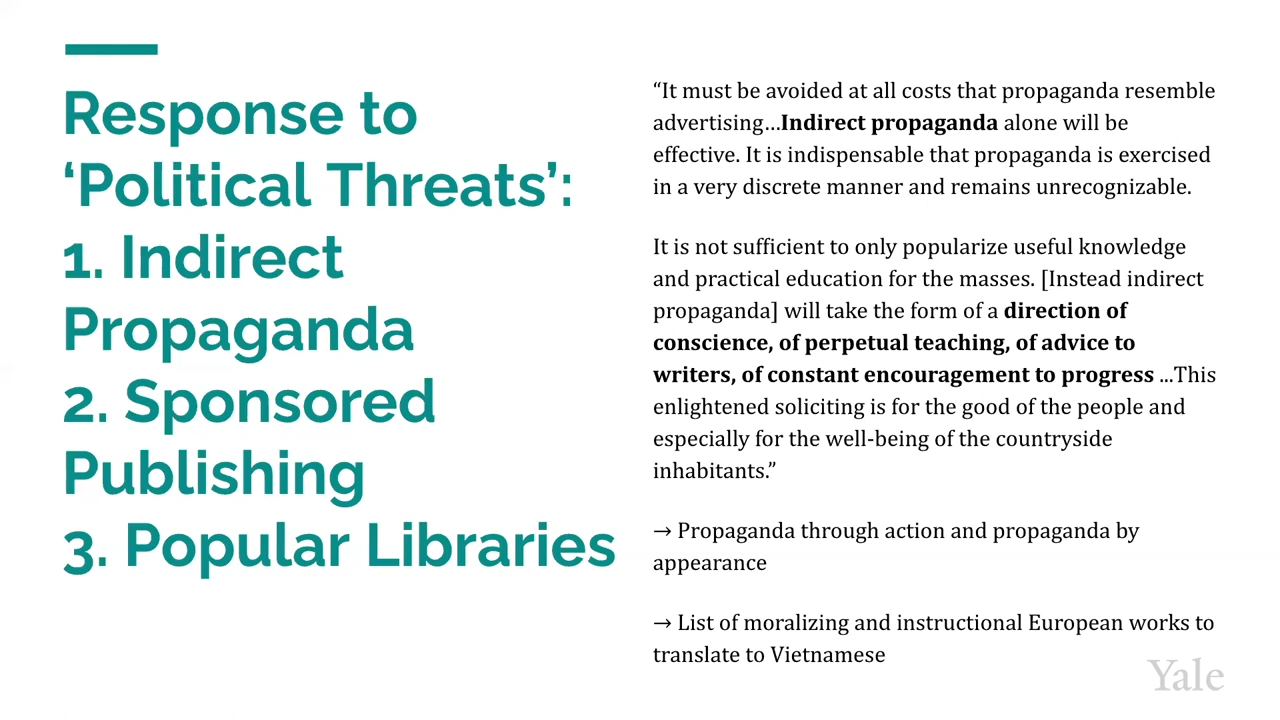 Response to
‘Political Threats’:
1. Indirect
Propaganda
2. Sponsored
Publishing
3. Popular Libraries
“It must be avoided at all costs that propaganda resemble
advertising…Indirect propaganda alone will be
effective. It is indispensable that propaganda is exercised
in a very discrete manner and remains unrecognizable.
It is not sufficient to only popularize useful knowledge
and practical education for the masses. [Instead indirect
propaganda] will take the form of a direction of
conscience, of perpetual teaching, of advice to
writers, of constant encouragement to progress ...This
enlightened soliciting is for the good of the people and
especially for the well-being of the countryside
inhabitants.”
→ Propaganda through action and propaganda by
appearance
→ List of moralizing and instructional European works to
translate to Vietnamese
Yale